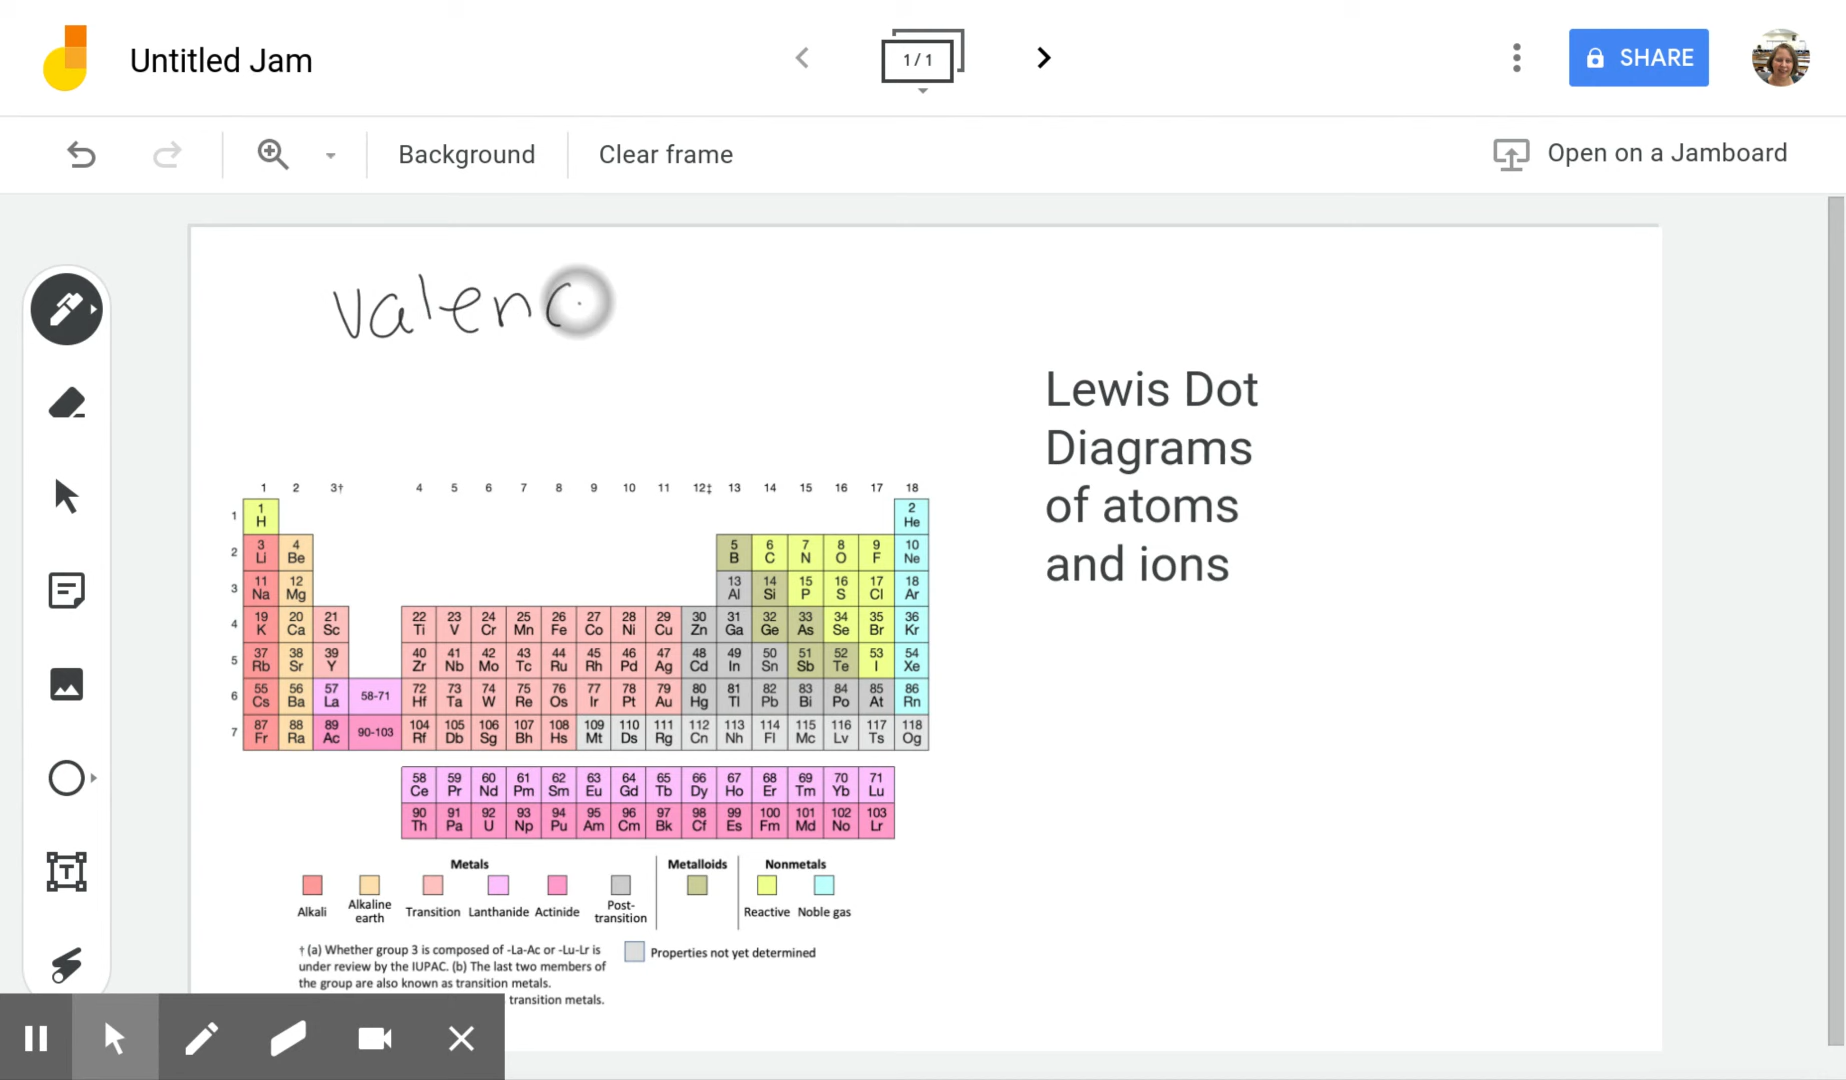 Untitled Jam
1 / 1
SHARE
Background
Clear frame
Open on a Jamboard
valenc
Lewis Dot
Diagrams
of atoms
and ions
1 2 3† 4 5 6 7 8 9 10 11 12‡ 13 14 15 16 17 18
1 1 H 2 He
2 3 Li 4 Be 5 B 6 C 7 N 8 O 9 F 10 Ne
3 11 Na 12 Mg 13 Al 14 Si 15 P 16 S 17 Cl 18 Ar
4 19 K 20 Ca 21 Sc 22 Ti 23 V 24 Cr 25 Mn 26 Fe 27 Co 28 Ni 29 Cu 30 Zn 31 Ga 32 Ge 33 As 34 Se 35 Br 36 Kr
5 37 Rb 38 Sr 39 Y 40 Zr 41 Nb 42 Mo 43 Tc 44 Ru 45 Rh 46 Pd 47 Ag 48 Cd 49 In 50 Sn 51 Sb 52 Te 53 I 54 Xe
6 55 Cs 56 Ba 57 La 58-71 72 Hf 73 Ta 74 W 75 Re 76 Os 77 Ir 78 Pt 79 Au 80 Hg 81 Tl 82 Pb 83 Bi 84 Po 85 At 86 Rn
7 87 Fr 88 Ra 89 Ac 90-103 104 Rf 105 Db 106 Sg 107 Bh 108 Hs 109 Mt 110 Ds 111 Rg 112 Cn 113 Nh 114 Fl 115 Mc 116 Lv 117 Ts 118 Og
58 Ce 59 Pr 60 Nd 61 Pm 62 Sm 63 Eu 64 Gd 65 Tb 66 Dy 67 Ho 68 Er 69 Tm 70 Yb 71 Lu
90 Th 91 Pa 92 U 93 Np 94 Pu 95 Am 96 Cm 97 Bk 98 Cf 99 Es 100 Fm 101 Md 102 No 103 Lr
Metals Metalloids Nonmetals
Alkali Alkaline earth Transition Lanthanide Actinide Post-transition Reactive Noble gas
† (a) Whether group 3 is composed of -La-Ac or -Lu-Lr is
under review by the IUPAC. (b) The last two members of
the group are also known as transition metals.
transition metals.
Properties not yet determined